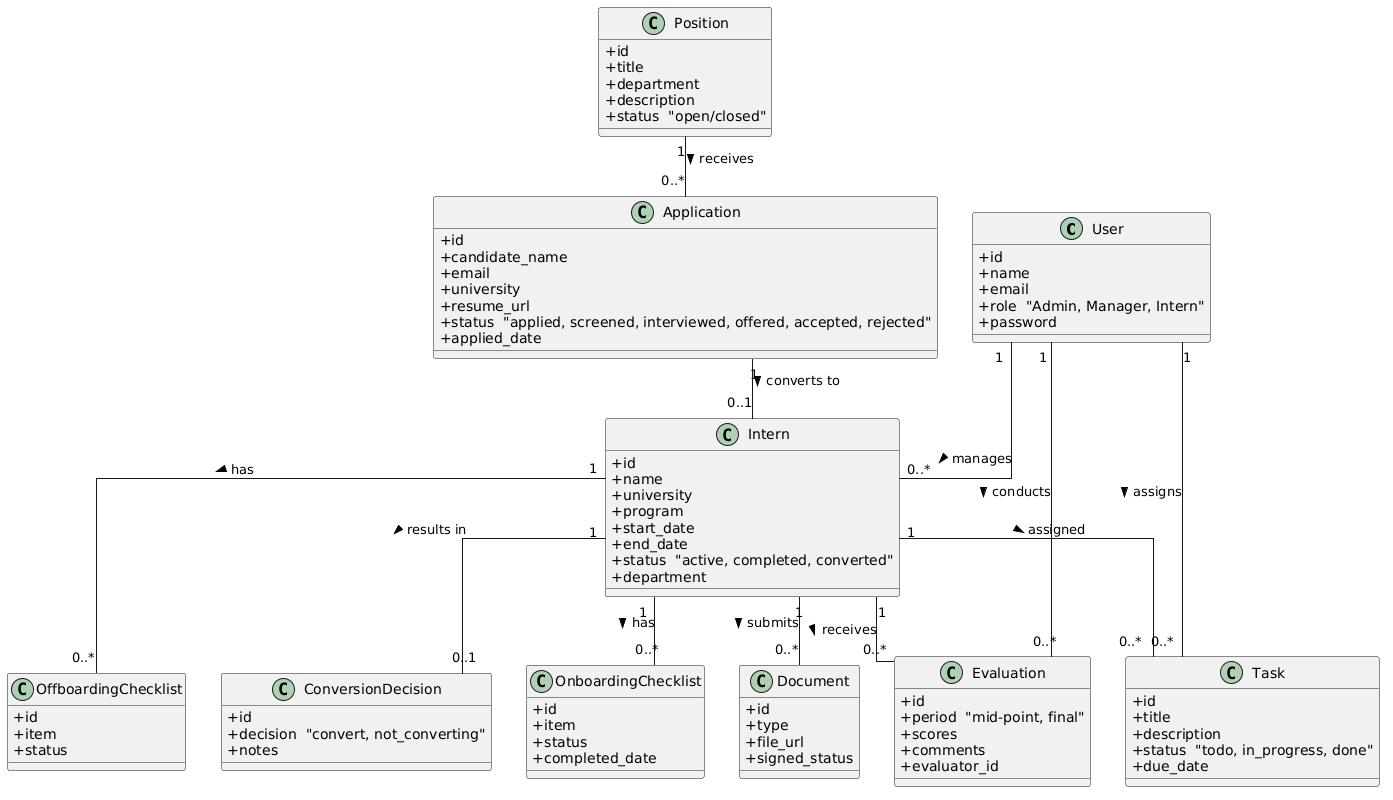 C Position
+id
+title
+department
+description
+status "open/closed"
1
receives
0..*
C Application
+id
+candidate_name
+email
+university
+resume_url
+status "applied, screened, interviewed, offered, accepted, rejected"
+applied_date
C User
+id
+name
+email
+role "Admin, Manager, Intern"
+password
1
converts to
0..1
1
1
1
manages
0..*
conducts
assigns
C Intern
+id
+name
+university
+program
+start_date
+end_date
+status "active, completed, converted"
+department
1
has
0..*
1
results in
0..1
1
has
0..*
1
submits
0..*
1
receives
0..*
1
assigned
0..*
0..*
0..*
C OffboardingChecklist
+id
+item
+status
C ConversionDecision
+id
+decision "convert, not_converting"
+notes
C OnboardingChecklist
+id
+item
+status
+completed_date
C Document
+id
+type
+file_url
+signed_status
C Evaluation
+id
+period "mid-point, final"
+scores
+comments
+evaluator_id
C Task
+id
+title
+description
+status "todo, in_progress, done"
+due_date